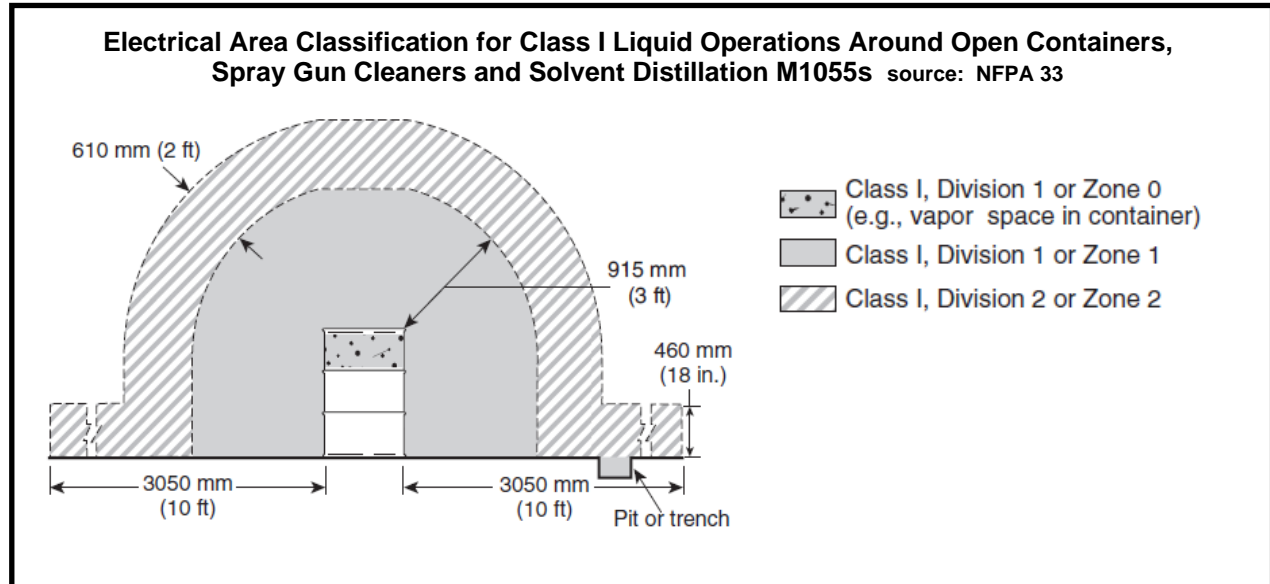 Electrical Area Classification for Class I Liquid Operations Around Open Containers,
Spray Gun Cleaners and Solvent Distillation M1055s source: NFPA 33
610 mm (2 ft)
915 mm
(3 ft)
460 mm
(18 in.)
3050 mm
(10 ft)
3050 mm
(10 ft)
Pit or trench
Class I, Division 1 or Zone 0
(e.g., vapor space in container)
Class I, Division 1 or Zone 1
Class I, Division 2 or Zone 2